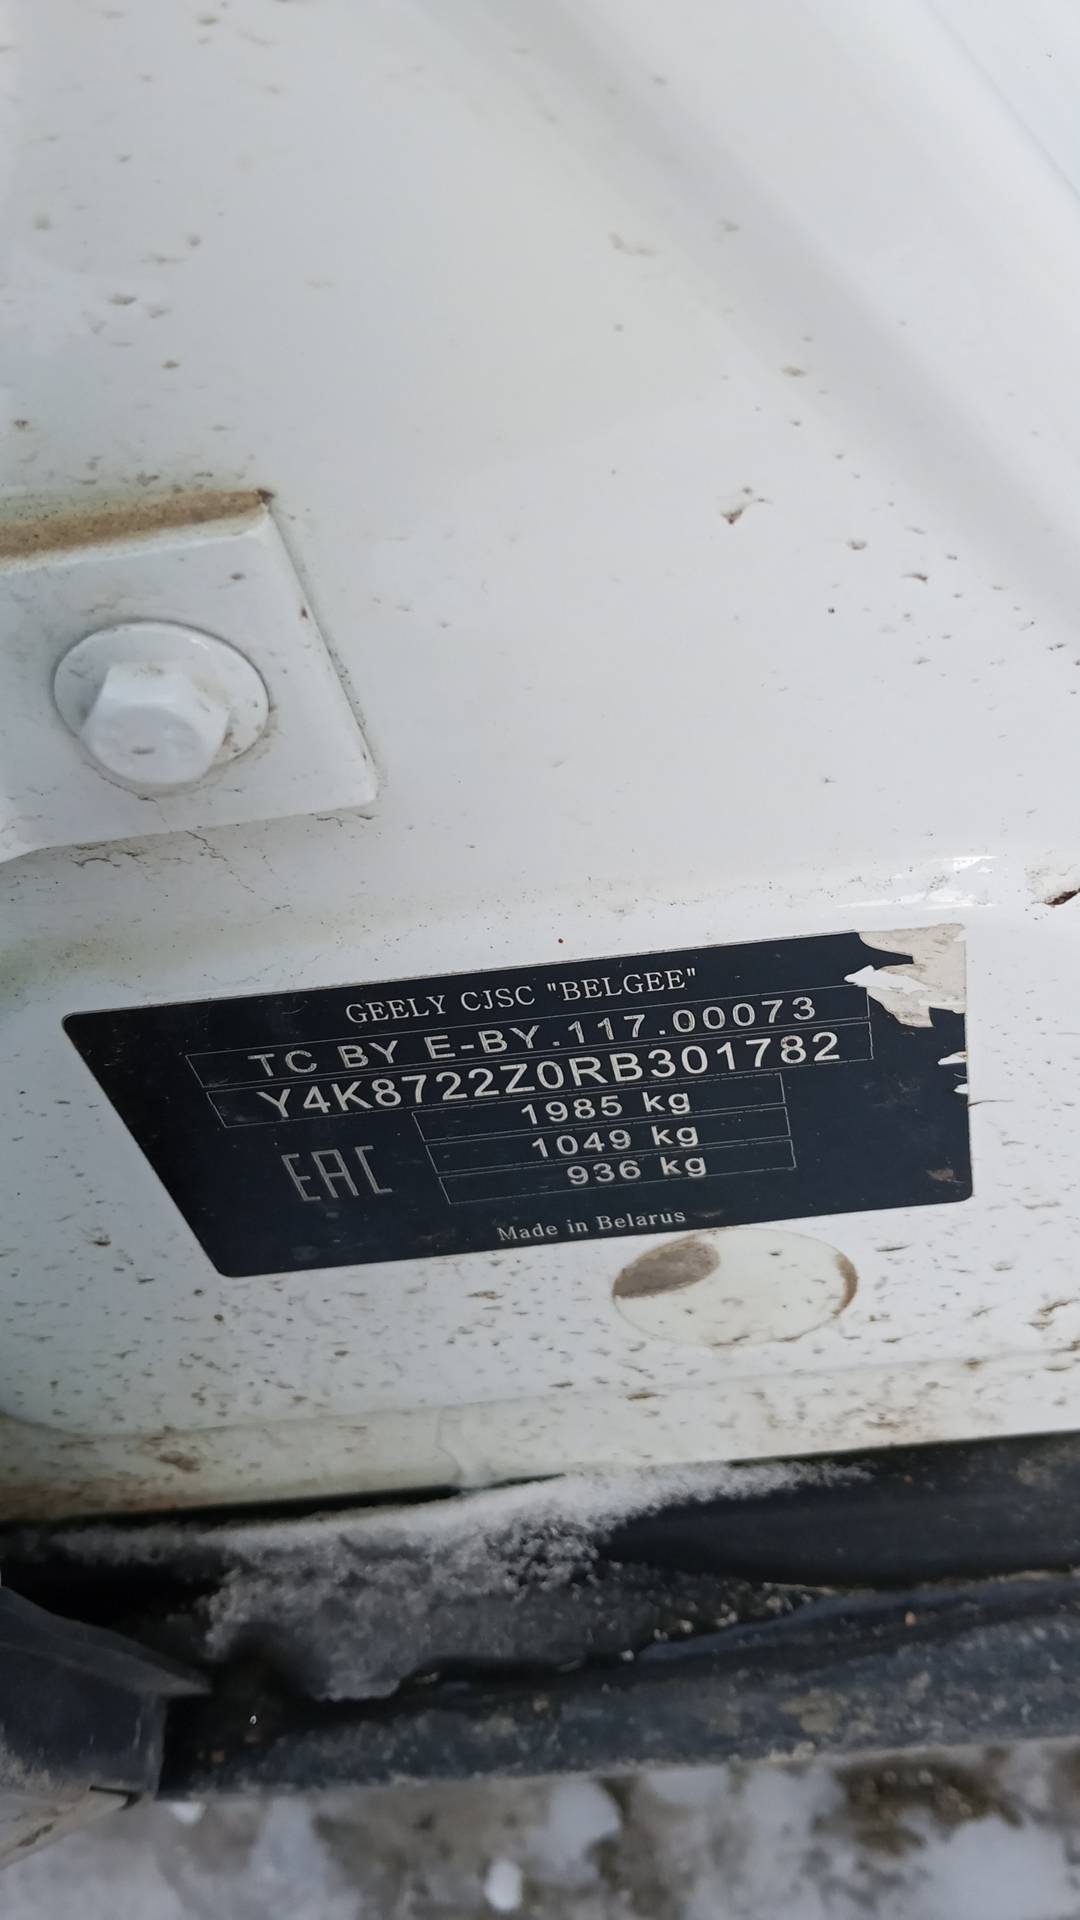 GEELY CJSC "BELGEE"
TC BY E-BY.117.00073
Y4K8722Z0RB301782
1985 kg
1049 kg
936 kg
EAC
Made in Belarus